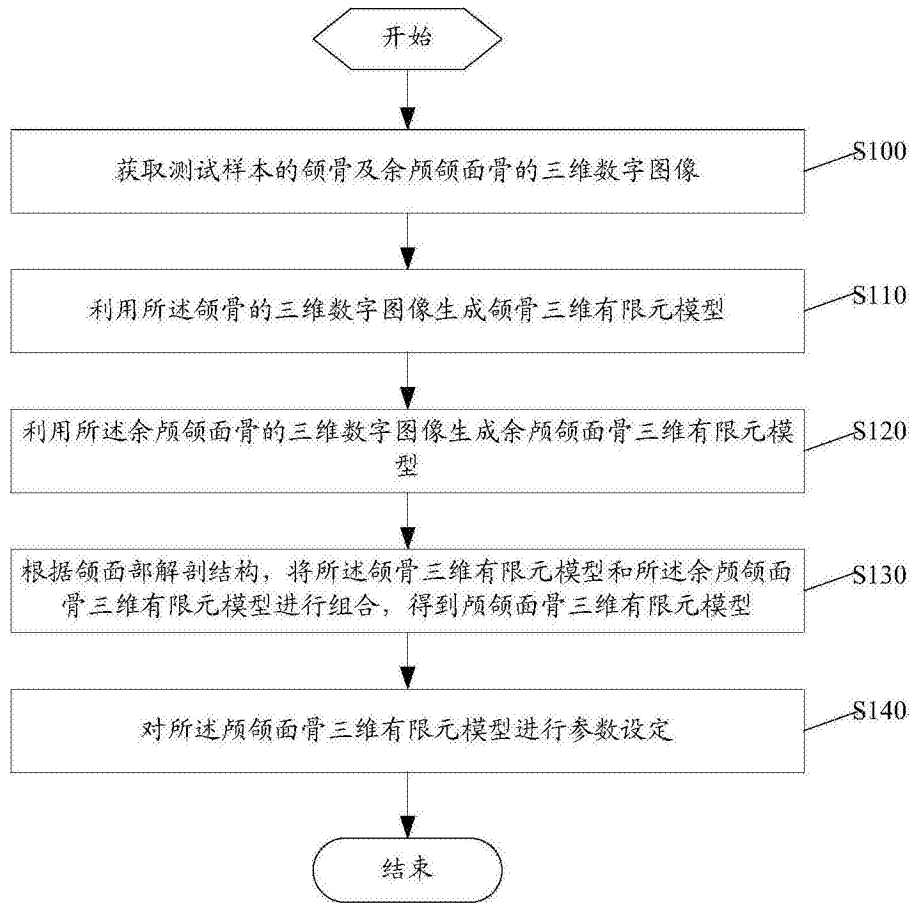 开始
获取测试样本的颌骨及余颅颌面骨的三维数字图像
S100
利用所述颌骨的三维数字图像生成颌骨三维有限元模型
S110
利用所述余颅颌面骨的三维数字图像生成余颅颌面骨三维有限元模
型
S120
根据颌面部解剖结构，将所述颌骨三维有限元模型和所述余颅颌面
骨三维有限元模型进行组合，得到颅颌面骨三维有限元模型
S130
对所述颅颌面骨三维有限元模型进行参数设定
S140
结束